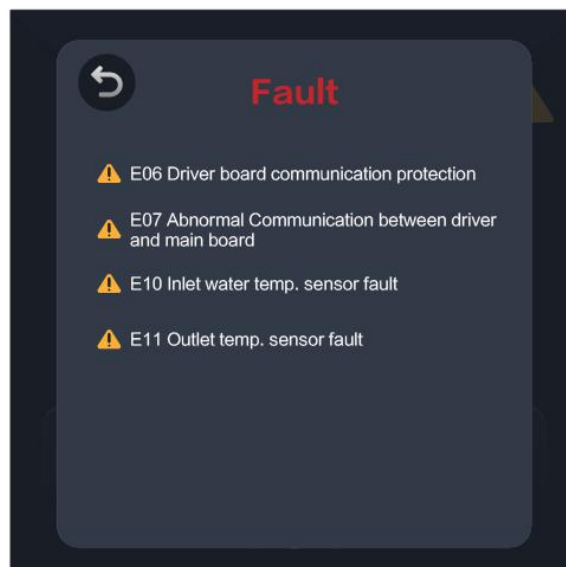 Fault
E06 Driver board communication protection
E07 Abnormal Communication between driver
and main board
E10 Inlet water temp. sensor fault
E11 Outlet temp. sensor fault